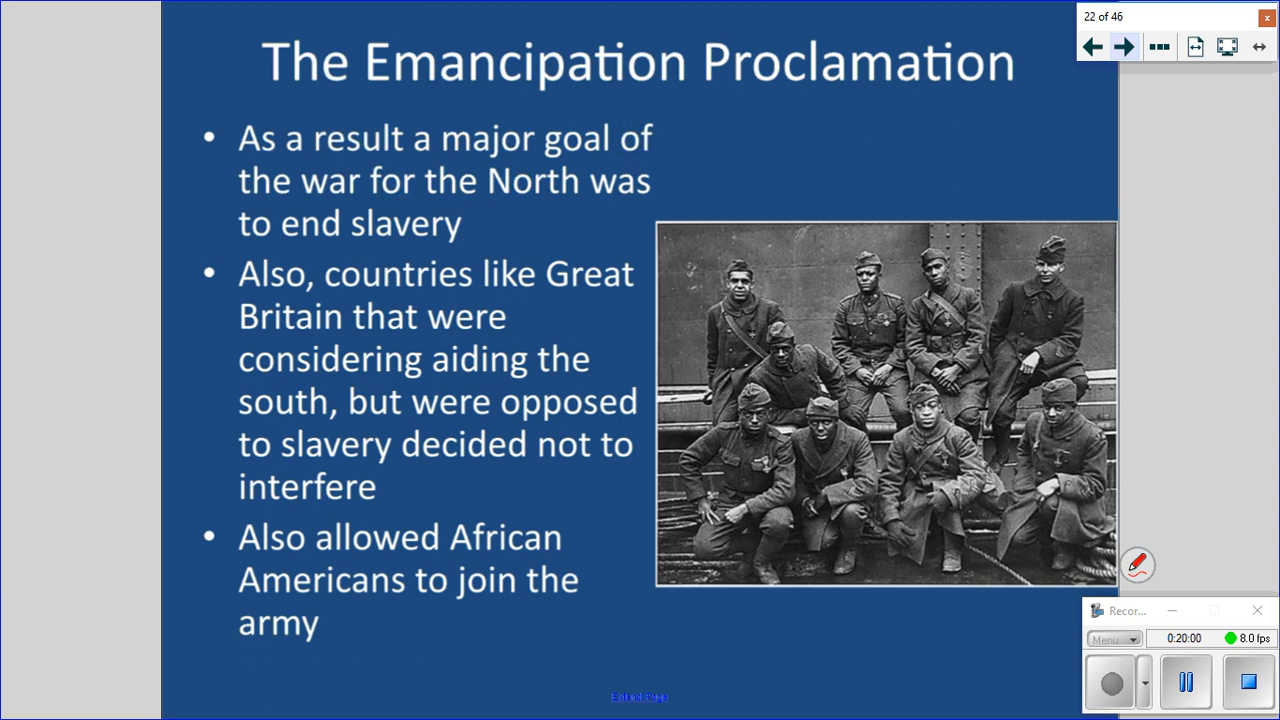 22 of 46
x
The Emancipation Proclamation
• As a result a major goal of
the war for the North was
to end slavery
• Also, countries like Great
Britain that were
considering aiding the
south, but were opposed
to slavery decided not to
interfere
• Also allowed African
Americans to join the
army
Recor...
Menu
0:20:00
8.0 fps
Extend Page